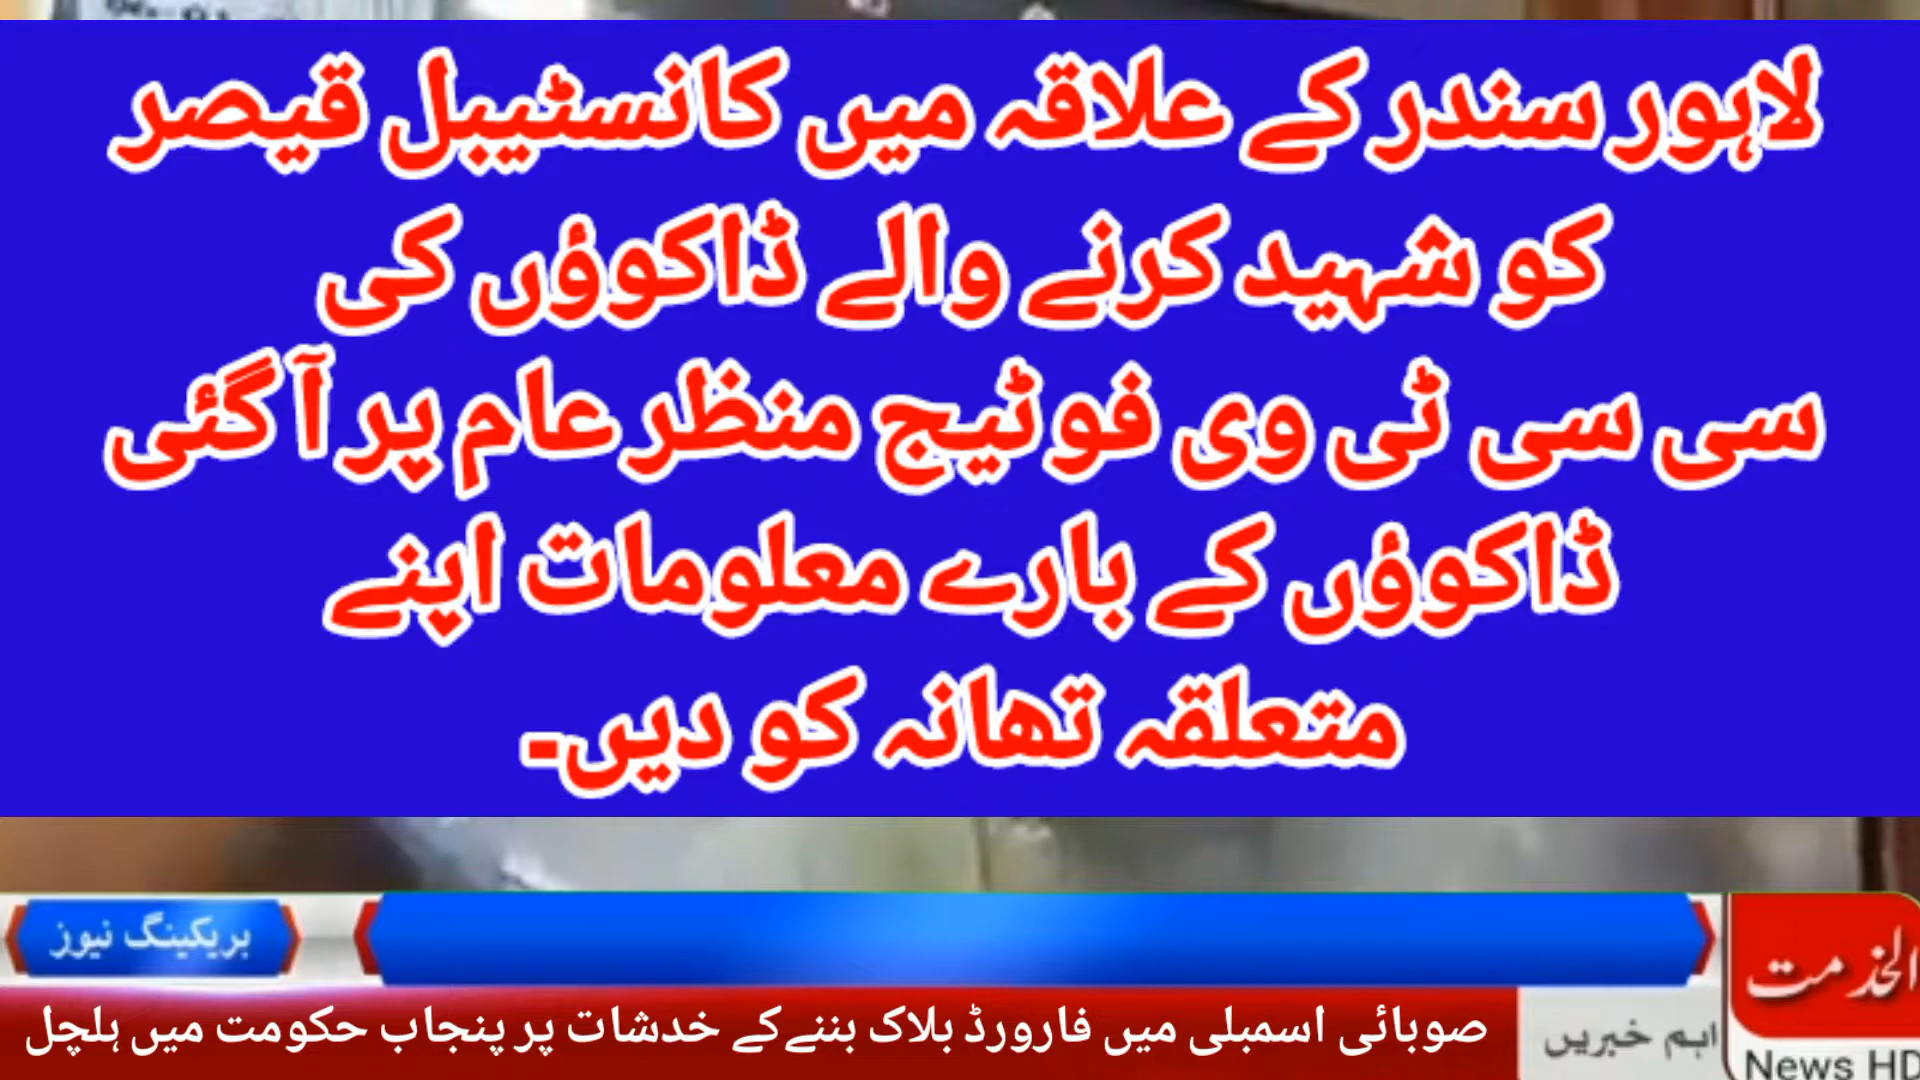 لاہور سندر کے علاقہ میں کانسٹیبل قیصر
کو شہید کرنے والے ڈاکوؤں کی
سی سی ٹی وی فوٹیج منظر عام پر آ گئی
ڈاکوؤں کے بارے معلومات اپنے
متعلقہ تھانہ کو دیں۔
بریکینگ نیوز
الخدمت
صوبائی اسمبلی میں فارورڈ بلاک بننے کے خدشات پر پنجاب حکومت میں ہلچل
اہم خبریں
News HD